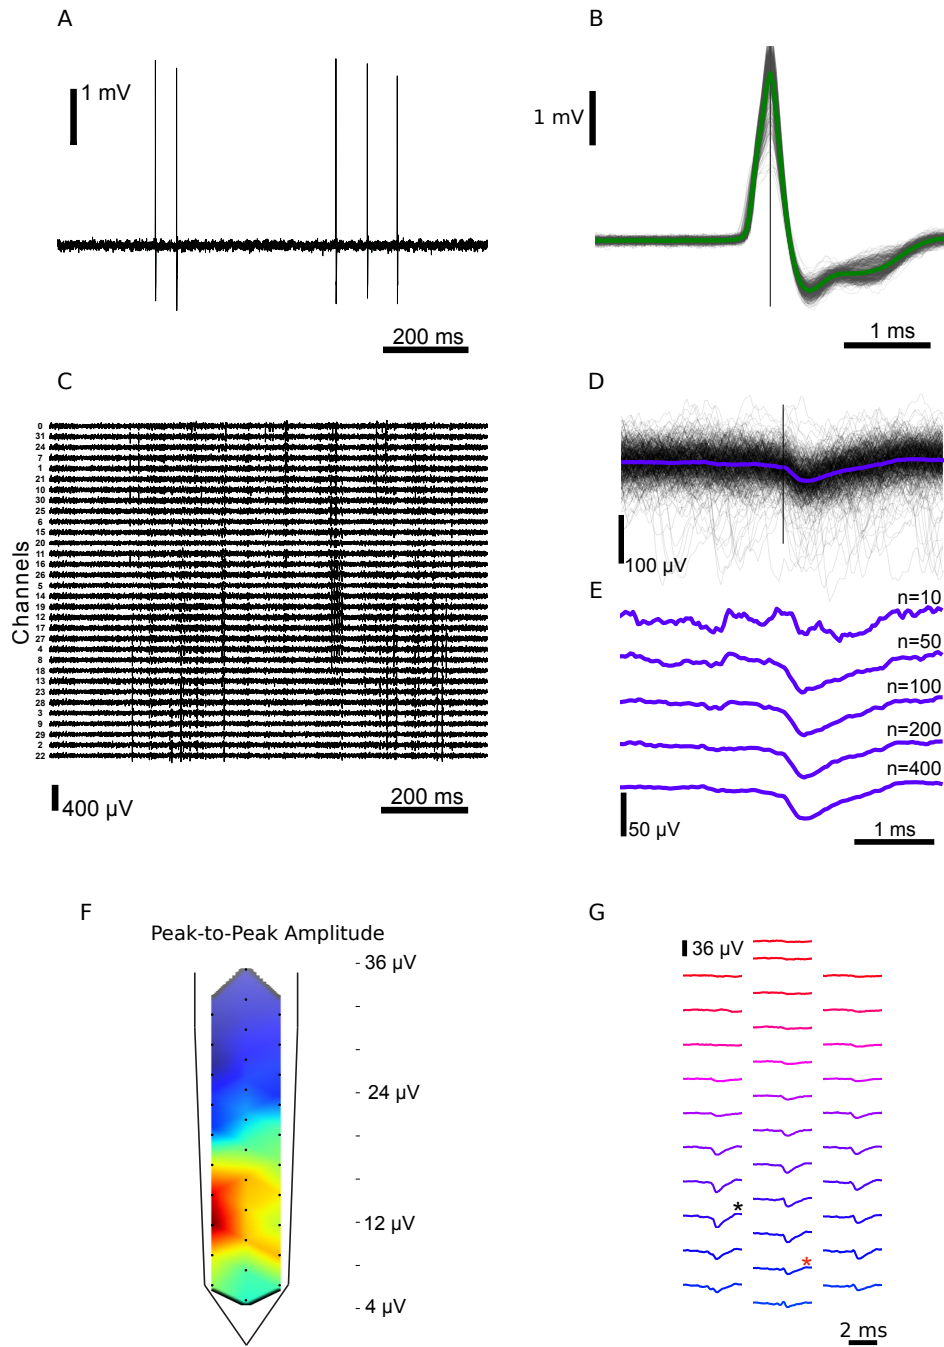 A
1 mV
200 ms
B
1 mV
1 ms
C
Channels
0
31
24
7
1
21
10
30
25
6
15
20
11
16
26
5
14
19
12
17
27
4
8
18
13
23
28
3
9
29
2
22
400 µV
200 ms
D
100 µV
E
n=10
n=50
n=100
n=200
n=400
50 µV
1 ms
F
Peak-to-Peak Amplitude
- 36 µV
-
- 24 µV
-
- 12 µV
-
- 4 µV
G
36 µV
*
*
2 ms